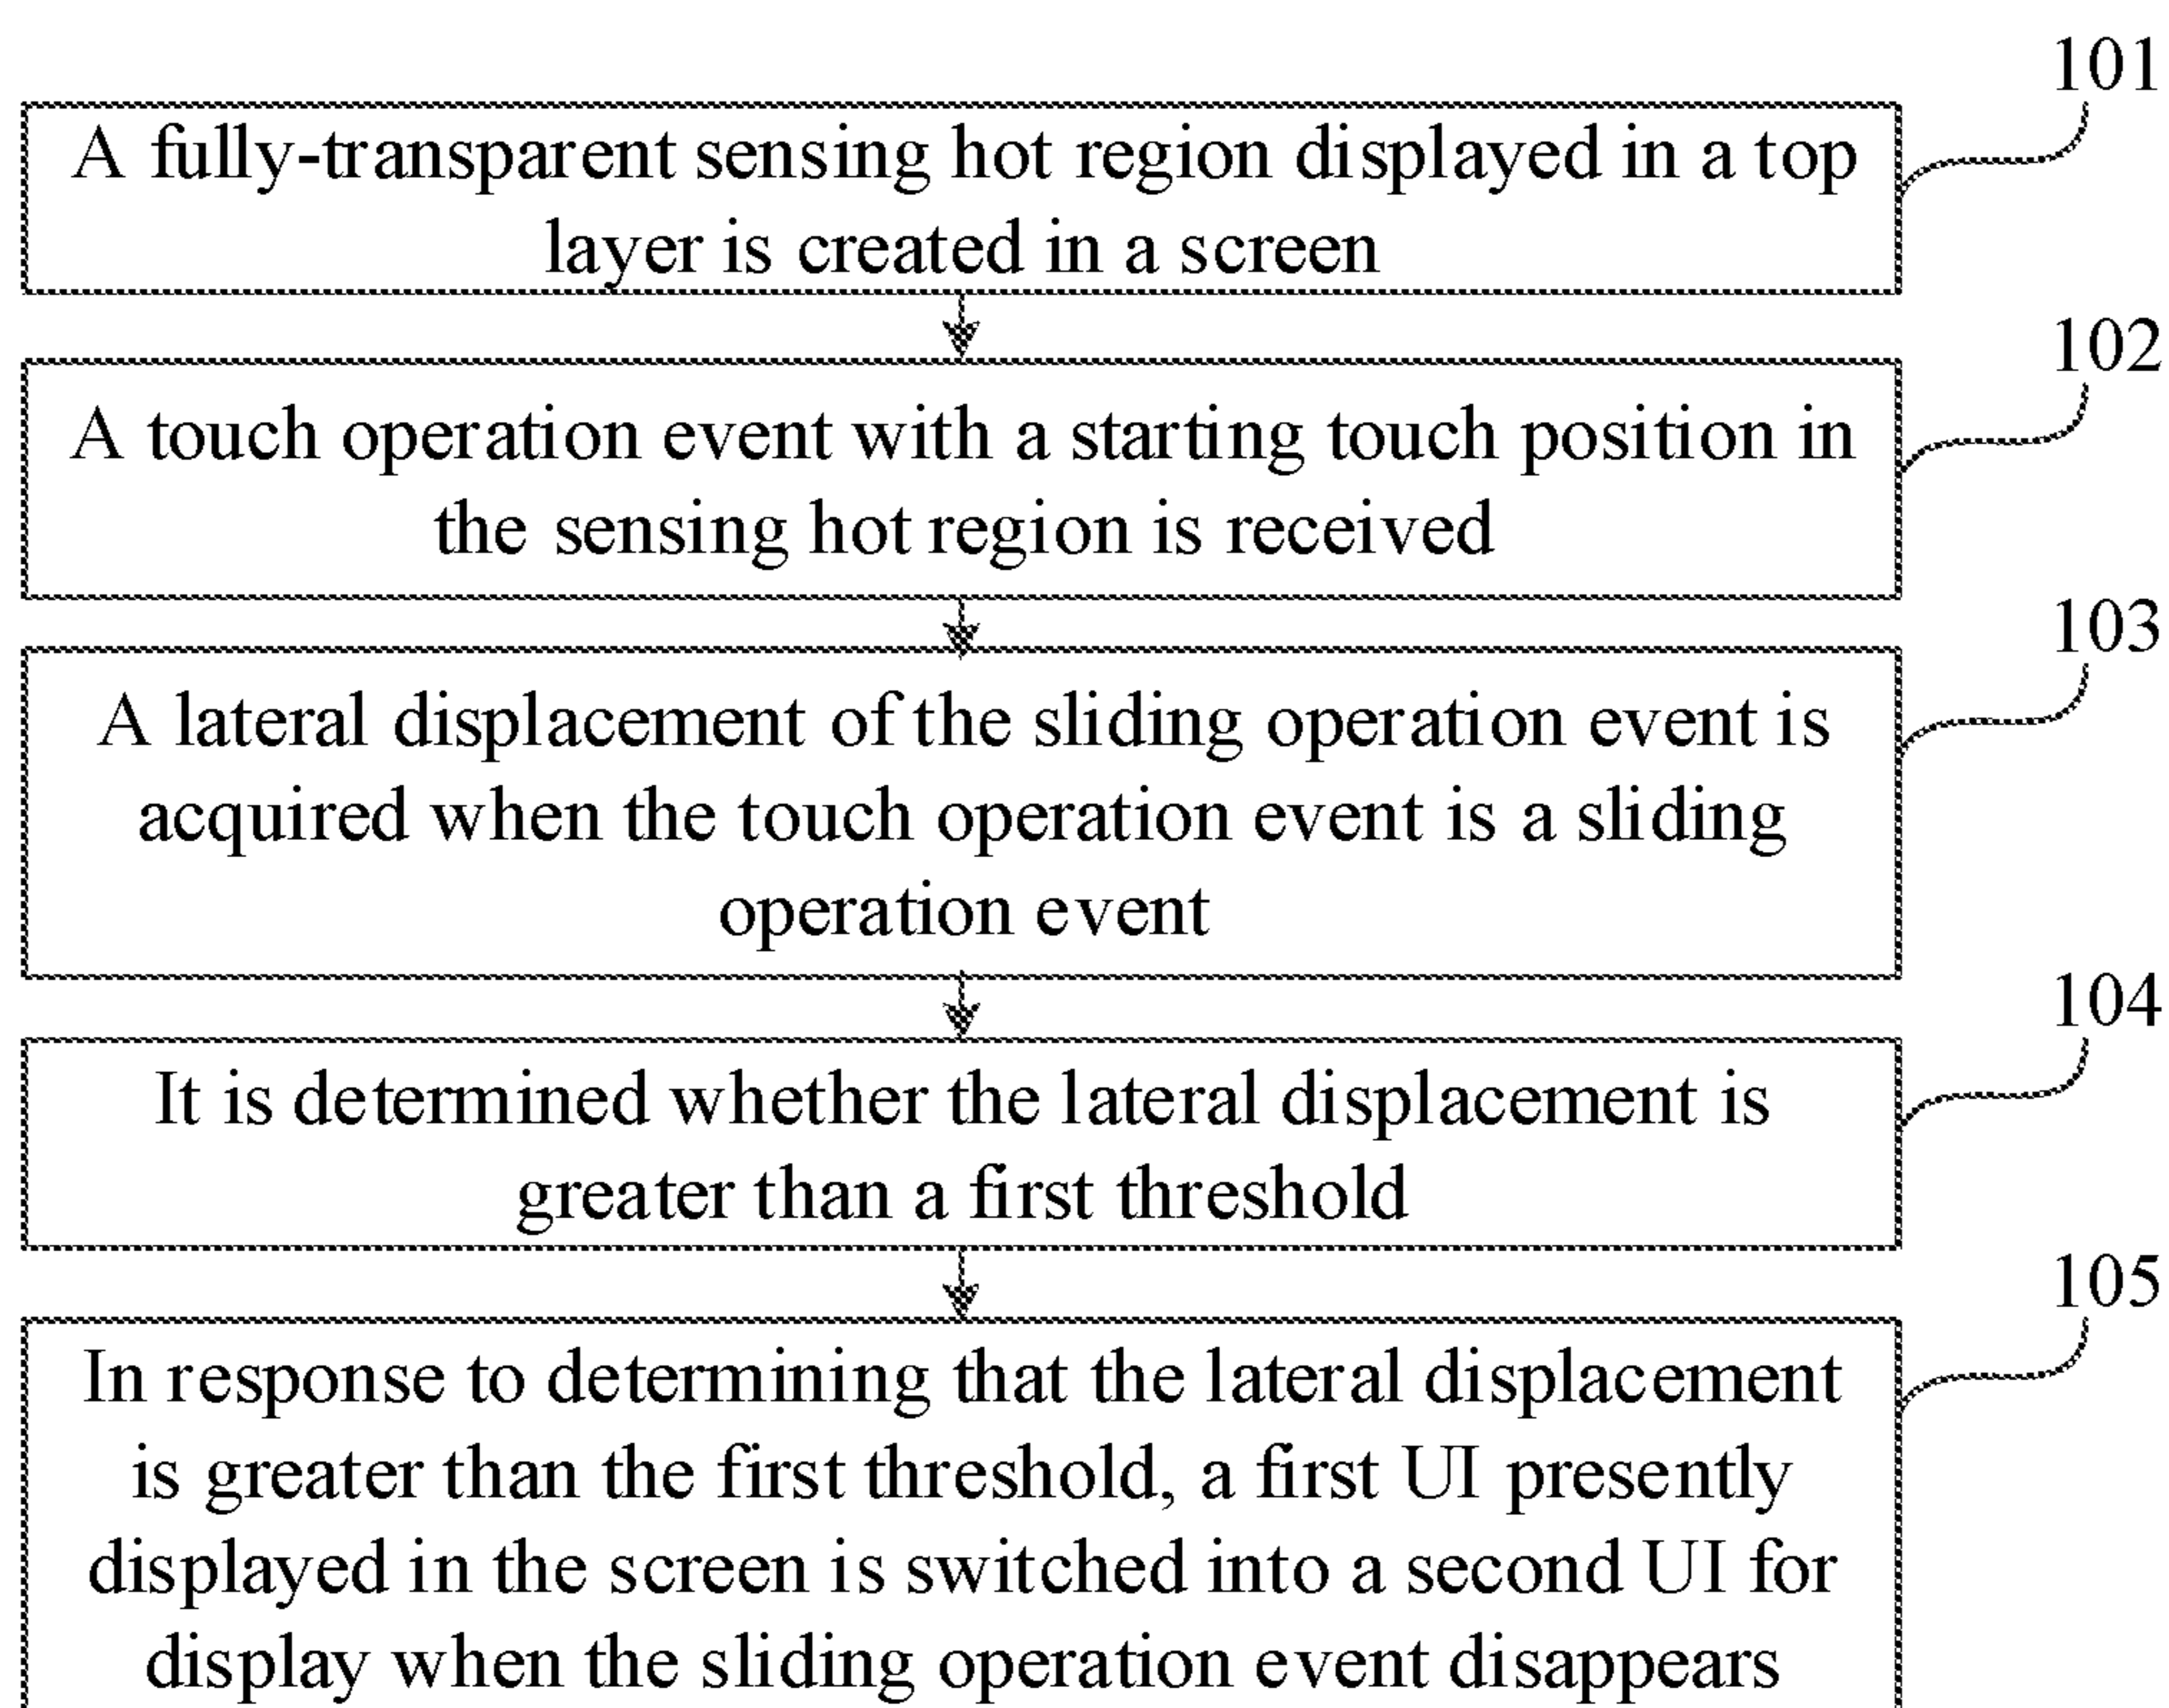 101
A fully-transparent sensing hot region displayed in a top
layer is created in a screen
102
A touch operation event with a starting touch position in
the sensing hot region is received
103
A lateral displacement of the sliding operation event is
acquired when the touch operation event is a sliding
operation event
104
It is determined whether the lateral displacement is
greater than a first threshold
105
In response to determining that the lateral displacement
is greater than the first threshold, a first UI presently
displayed in the screen is switched into a second UI for
display when the sliding operation event disappears